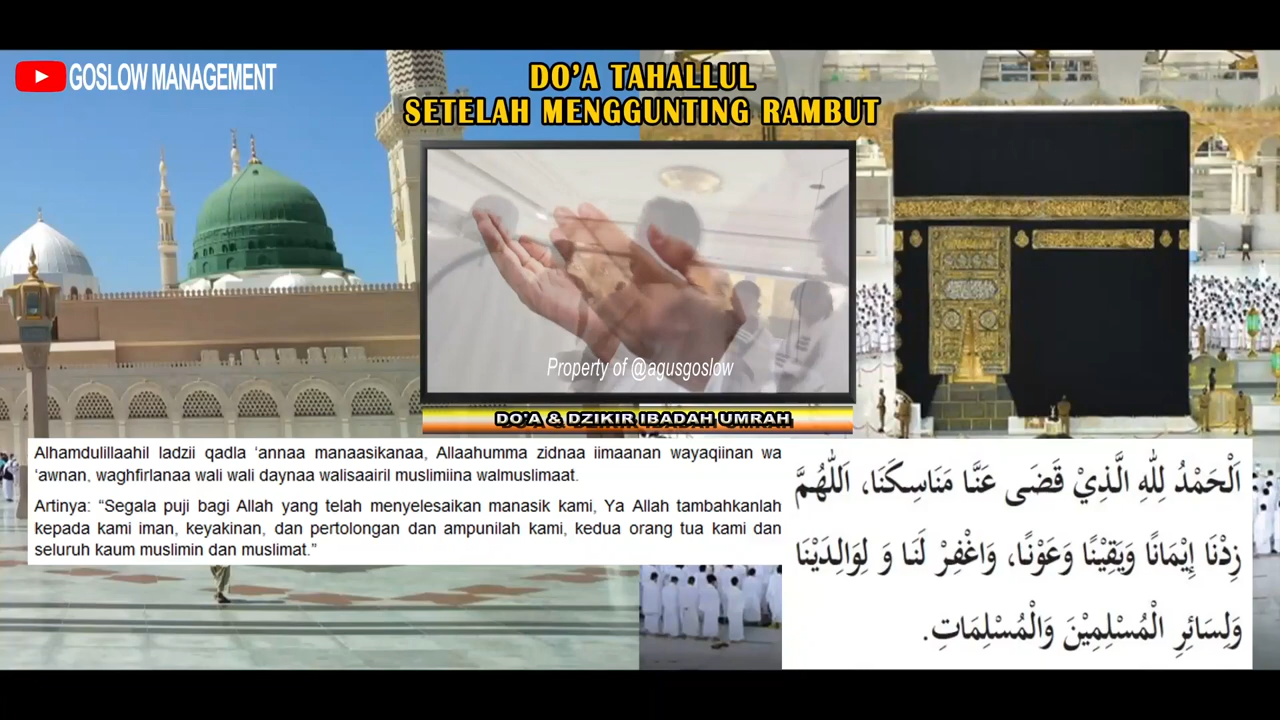 GOSLOW MANAGEMENT
DO'A TAHALLUL
SETELAH MENGGUNTING RAMBUT
Property of @agusgoslow
DO'A & DZIKIR IBADAH UMRAH
Alhamdulillaahil ladzii qadla ‘annaa manaasikanaa, Allaahumma zidnaa iimaanan wayaqiinan wa
‘awnan, waghfirlanaa wali wali daynaa walisaairil muslimiina walmuslimaat.
Artinya: “Segala puji bagi Allah yang telah menyelesaikan manasik kami, Ya Allah tambahkanlah
kepada kami iman, keyakinan, dan pertolongan dan ampunilah kami, kedua orang tua kami dan
seluruh kaum muslimin dan muslimat.”
اَلْحَمْدُ لِلّٰهِ الَّذِيْ قَضَى عَنَّا مَنَاسِكَنَا، اَللّٰهُمَّ
زِدْنَا إِيْمَانًا وَيَقِيْنًا وَعَوْنًا، وَاغْفِرْ لَنَا وَ لِوَالِدَيْنَا
وَلِسَائِرِ الْمُسْلِمِيْنَ وَالْمُسْلِمَاتِ.